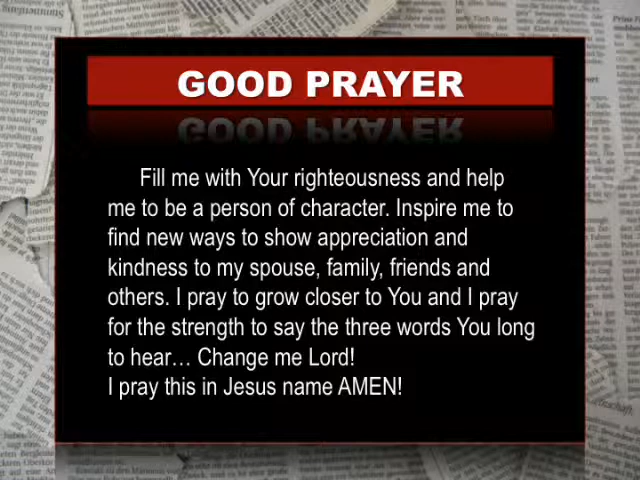 GOOD PRAYER
Fill me with Your righteousness and help
me to be a person of character. Inspire me to
find new ways to show appreciation and
kindness to my spouse, family, friends and
others. I pray to grow closer to You and I pray
for the strength to say the three words You long
to hear… Change me Lord!
I pray this in Jesus name AMEN!